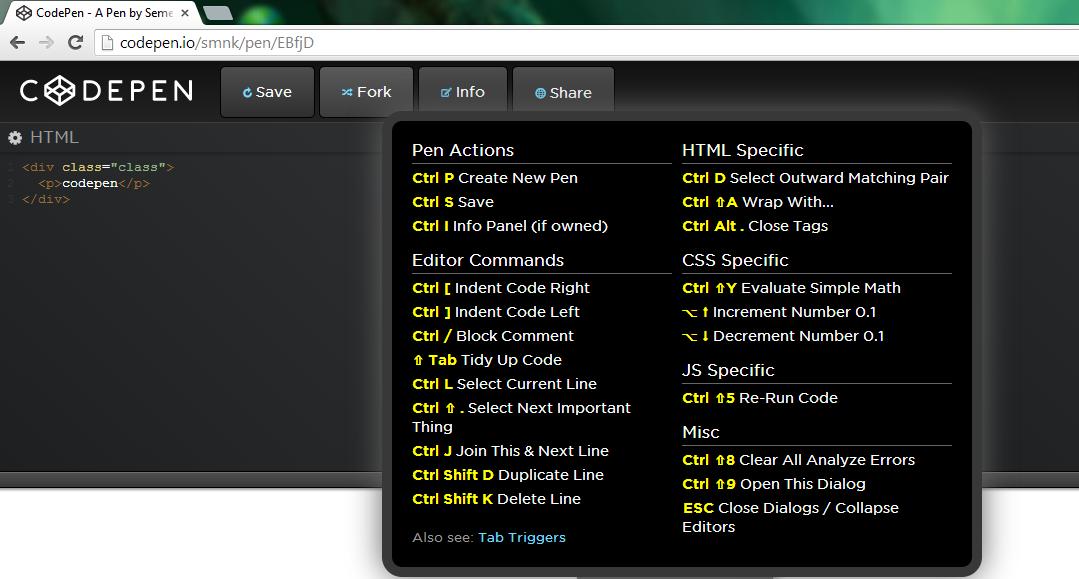 CodePen - A Pen by Seme
codepen.io/smnk/pen/EBfjD
CODEPEN
Save
Fork
Info
Share
HTML
1 <div class="class">
2 <p>codepen</p>
3 </div>
Pen Actions
Ctrl P Create New Pen
Ctrl S Save
Ctrl I Info Panel (if owned)
Editor Commands
Ctrl [ Indent Code Right
Ctrl ] Indent Code Left
Ctrl / Block Comment
⇧ Tab Tidy Up Code
Ctrl L Select Current Line
Ctrl ⇧ . Select Next Important
Thing
Ctrl J Join This & Next Line
Ctrl Shift D Duplicate Line
Ctrl Shift K Delete Line
Also see: Tab Triggers
HTML Specific
Ctrl D Select Outward Matching Pair
Ctrl ⇧A Wrap With...
Ctrl Alt . Close Tags
CSS Specific
Ctrl ⇧Y Evaluate Simple Math
⌥ ⬆ Increment Number 0.1
⌥ ⬇ Decrement Number 0.1
JS Specific
Ctrl ⇧5 Re-Run Code
Misc
Ctrl ⇧8 Clear All Analyze Errors
Ctrl ⇧9 Open This Dialog
ESC Close Dialogs / Collapse
Editors